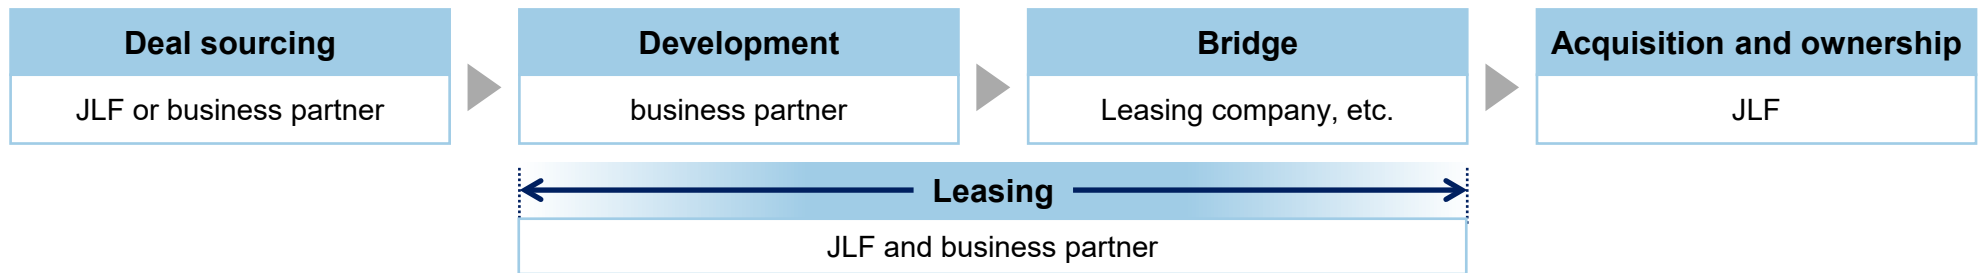 Deal sourcing
JLF or business partner
Development
business partner
Bridge
Leasing company, etc.
Acquisition and ownership
JLF
Leasing
JLF and business partner